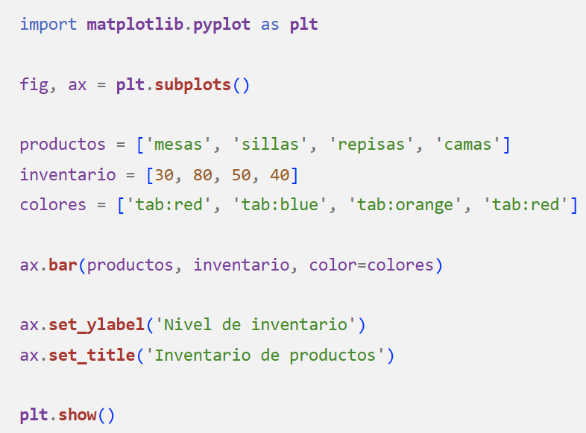 import matplotlib.pyplot as plt
fig, ax = plt.subplots()
productos = ['mesas', 'sillas', 'repisas', 'camas']
inventario = [30, 80, 50, 40]
colores = ['tab:red', 'tab:blue', 'tab:orange', 'tab:red']
ax.bar(productos, inventario, color=colores)
ax.set_ylabel('Nivel de inventario')
ax.set_title('Inventario de productos')
plt.show()